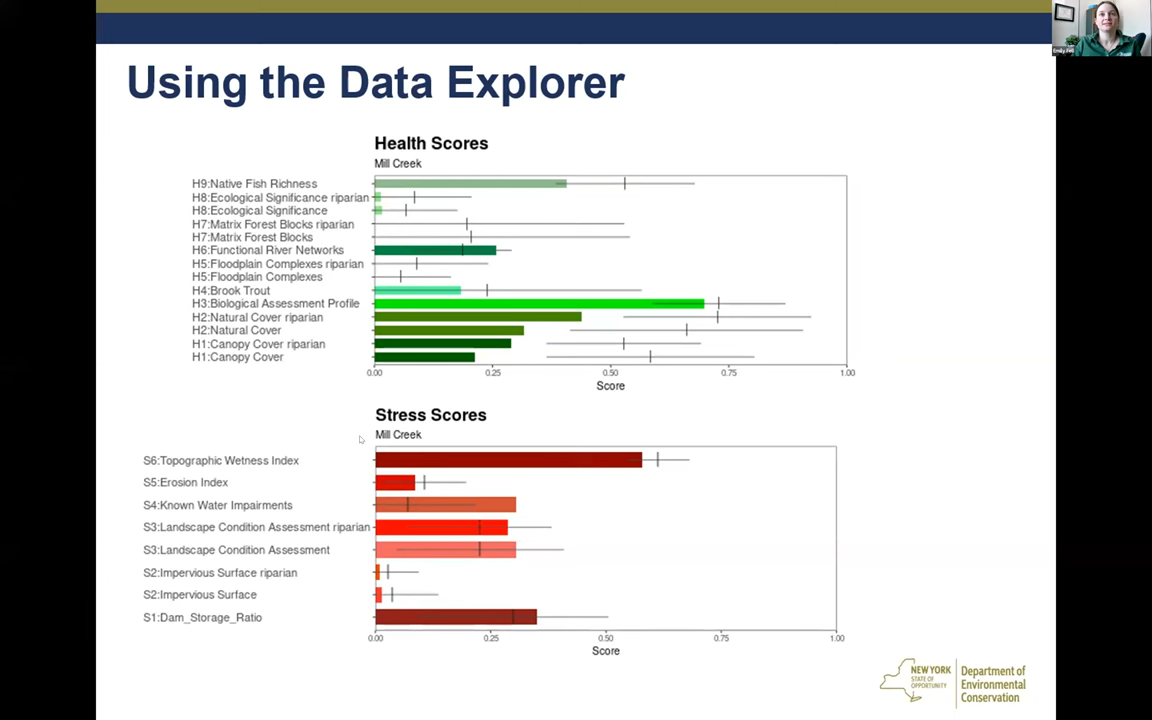 Using the Data Explorer
Health Scores
Mill Creek
H9:Native Fish Richness
H8:Ecological Significance riparian
H8:Ecological Significance
H7:Matrix Forest Blocks riparian
H7:Matrix Forest Blocks
H6:Functional River Networks
H5:Floodplain Complexes riparian
H5:Floodplain Complexes
H4:Brook Trout
H3:Biological Assessment Profile
H2:Natural Cover riparian
H2:Natural Cover
H1:Canopy Cover riparian
H1:Canopy Cover
0.00 0.25 0.50 0.75 1.00
Score
Stress Scores
Mill Creek
S6:Topographic Wetness Index
S5:Erosion Index
S4:Known Water Impairments
S3:Landscape Condition Assessment riparian
S3:Landscape Condition Assessment
S2:Impervious Surface riparian
S2:Impervious Surface
S1:Dam_Storage_Ratio
0.00 0.25 0.50 0.75 1.00
Score
NEW YORK
STATE OF
OPPORTUNITY
Department of
Environmental
Conservation
Emily